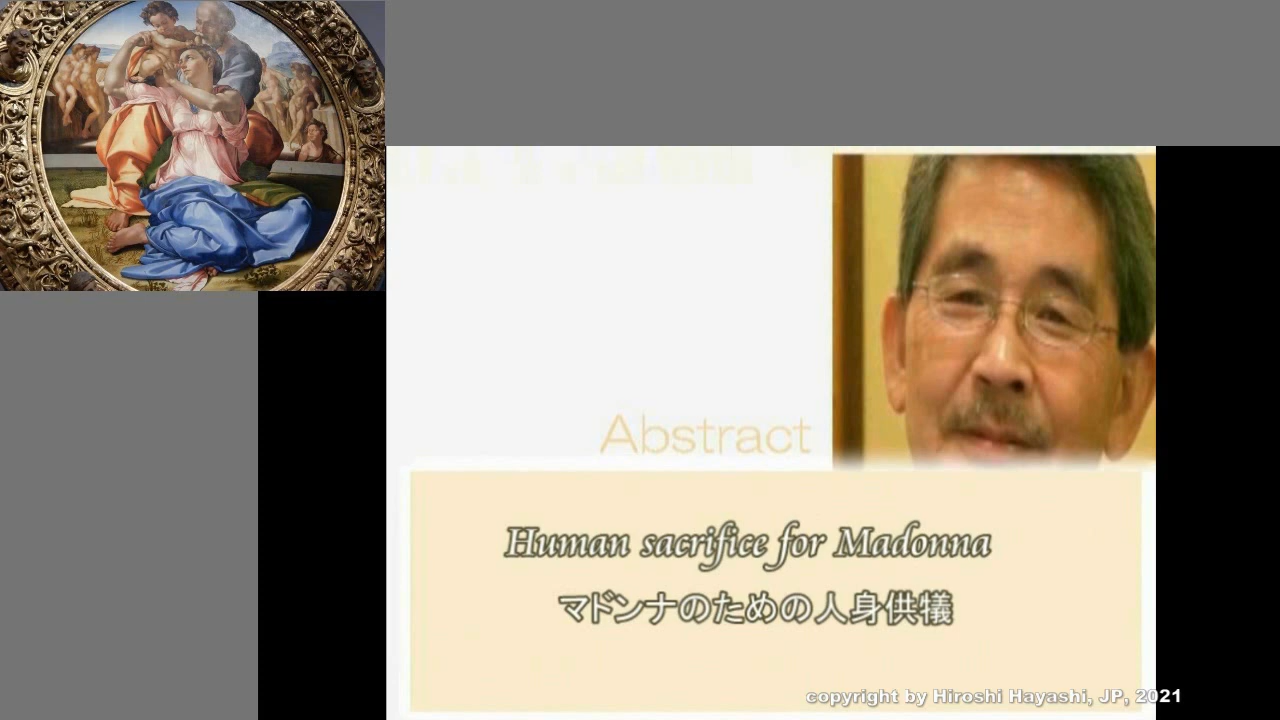 Abstract
Human sacrifice for Madonna
マドンナのための人身供犠
copyright by Hiroshi Hayashi, JP, 2021